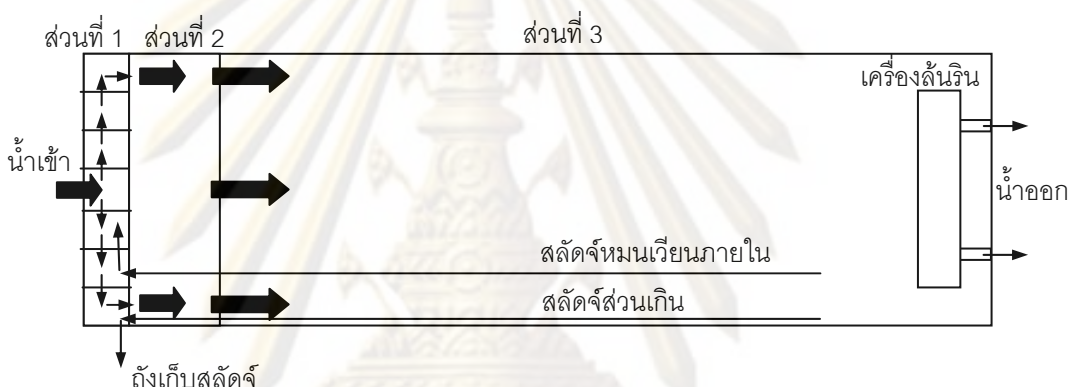 ส่วนที่ 1 ส่วนที่ 2 ส่วนที่ 3
เครื่องล้นริน
น้ำเข้า
น้ำออก
สลัดจ์หมนเวียนภายใน
สลัดจ์ส่วนเกิน
ถังเก็บสลัดจ์